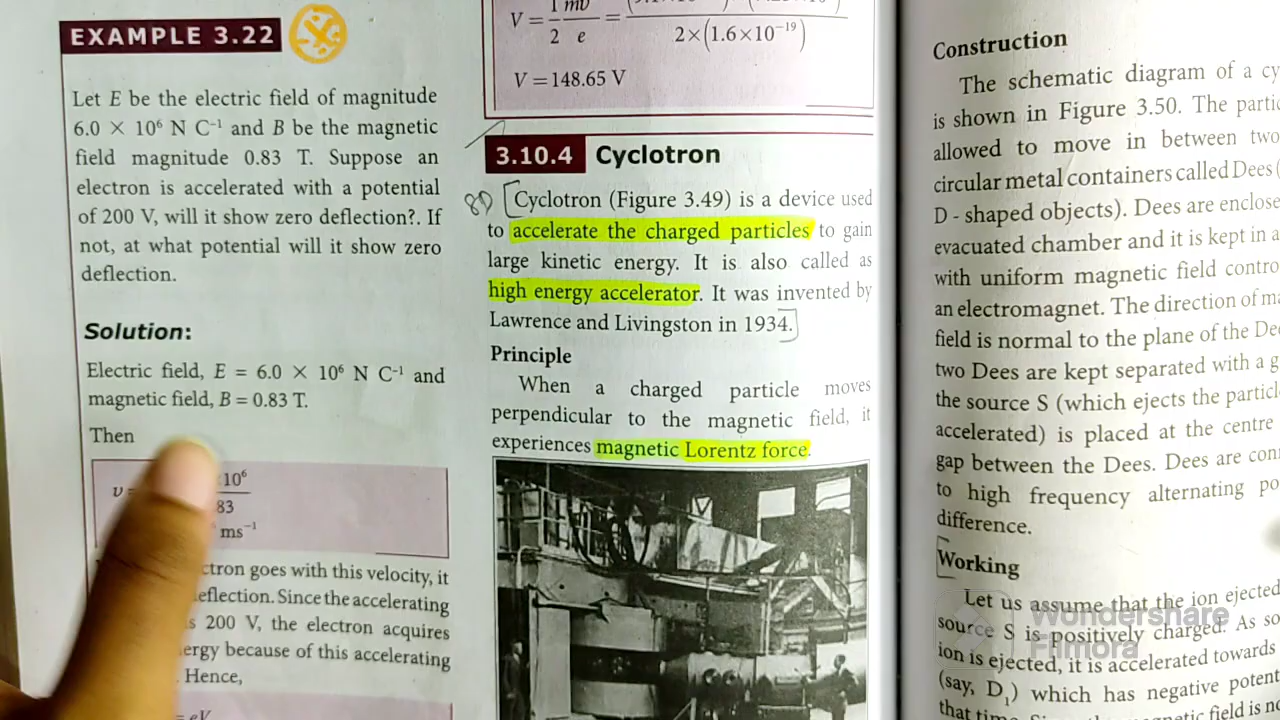 EXAMPLE 3.22
Let E be the electric field of magnitude
6.0 × 10⁶ N C⁻¹ and B be the magnetic
field magnitude 0.83 T. Suppose an
electron is accelerated with a potential
of 200 V, will it show zero deflection?. If
not, at what potential will it show zero
deflection.
Solution:
Electric field, E = 6.0 × 10⁶ N C⁻¹ and
magnetic field, B = 0.83 T.
Then
υ =
10⁶
83
ms⁻¹
ctron goes with this velocity, it
eflection. Since the accelerating
s 200 V, the electron acquires
ergy because of this accelerating
. Hence,
= eV
V = 1/2 mυ/e =
2×(1.6×10⁻¹⁹)
V = 148.65 V
3.10.4 Cyclotron
Cyclotron (Figure 3.49) is a device used
to accelerate the charged particles to gain
large kinetic energy. It is also called as
high energy accelerator. It was invented by
Lawrence and Livingston in 1934.
Principle
When a charged particle moves
perpendicular to the magnetic field, it
experiences magnetic Lorentz force.
Construction
The schematic diagram of a cy
is shown in Figure 3.50. The partic
allowed to move in between two
circular metal containers called Dees (
D - shaped objects). Dees are enclose
evacuated chamber and it is kept in a
with uniform magnetic field contro
an electromagnet. The direction of ma
field is normal to the plane of the Dee
two Dees are kept separated with a g
the source S (which ejects the particl
accelerated) is placed at the centre
gap between the Dees. Dees are con
to high frequency alternating po
difference.
Working
Let us assume that the ion ejected
source S is positively charged. As so
ion is ejected, it is accelerated towards
(say, D₁) which has negative potent
that time.
netic field is no
Wondershare
Filmora